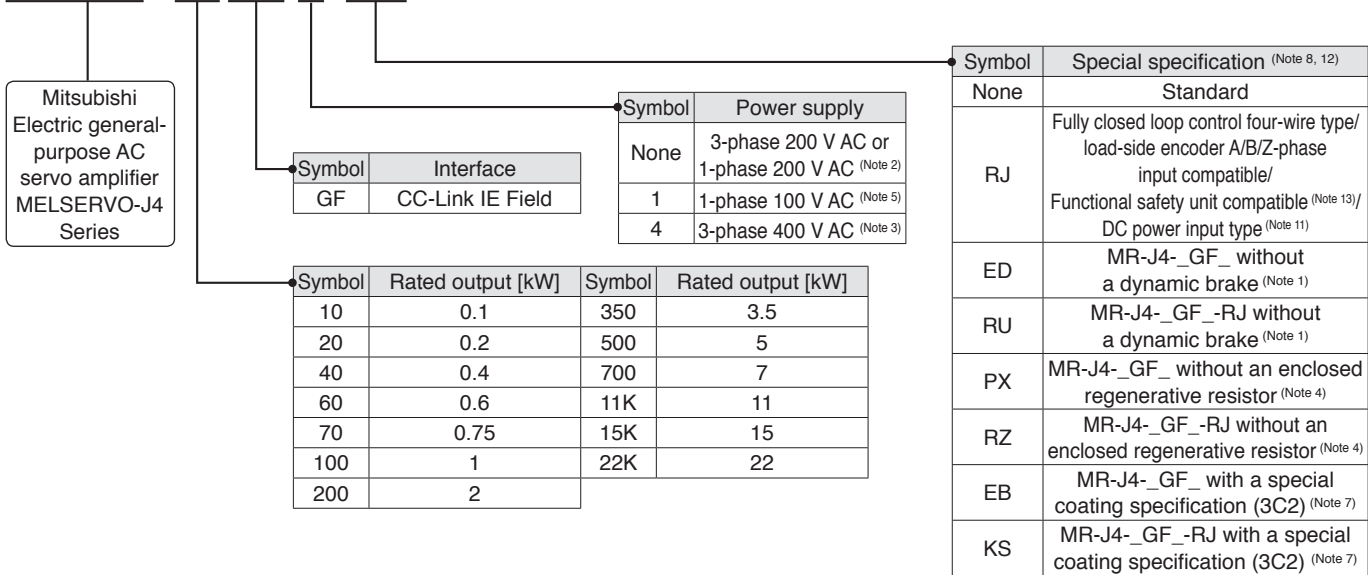 Mitsubishi
Electric general-
purpose AC
servo amplifier
MELSERVO-J4
Series
Symbol Interface
GF CC-Link IE Field
Symbol Power supply
None 3-phase 200 V AC or
1-phase 200 V AC (Note 2)
1 1-phase 100 V AC (Note 5)
4 3-phase 400 V AC (Note 3)
Symbol Rated output [kW] Symbol Rated output [kW]
10 0.1 350 3.5
20 0.2 500 5
40 0.4 700 7
60 0.6 11K 11
70 0.75 15K 15
100 1 22K 22
200 2
Symbol Special specification (Note 8, 12)
None Standard
RJ Fully closed loop control four-wire type/
load-side encoder A/B/Z-phase
input compatible/
Functional safety unit compatible (Note 13)/
DC power input type (Note 11)
ED MR-J4-_GF_ without
a dynamic brake (Note 1)
RU MR-J4-_GF_-RJ without
a dynamic brake (Note 1)
PX MR-J4-_GF_ without an enclosed
regenerative resistor (Note 4)
RZ MR-J4-_GF_-RJ without an
enclosed regenerative resistor (Note 4)
EB MR-J4-_GF_ with a special
coating specification (3C2) (Note 7)
KS MR-J4-_GF_-RJ with a special
coating specification (3C2) (Note 7)